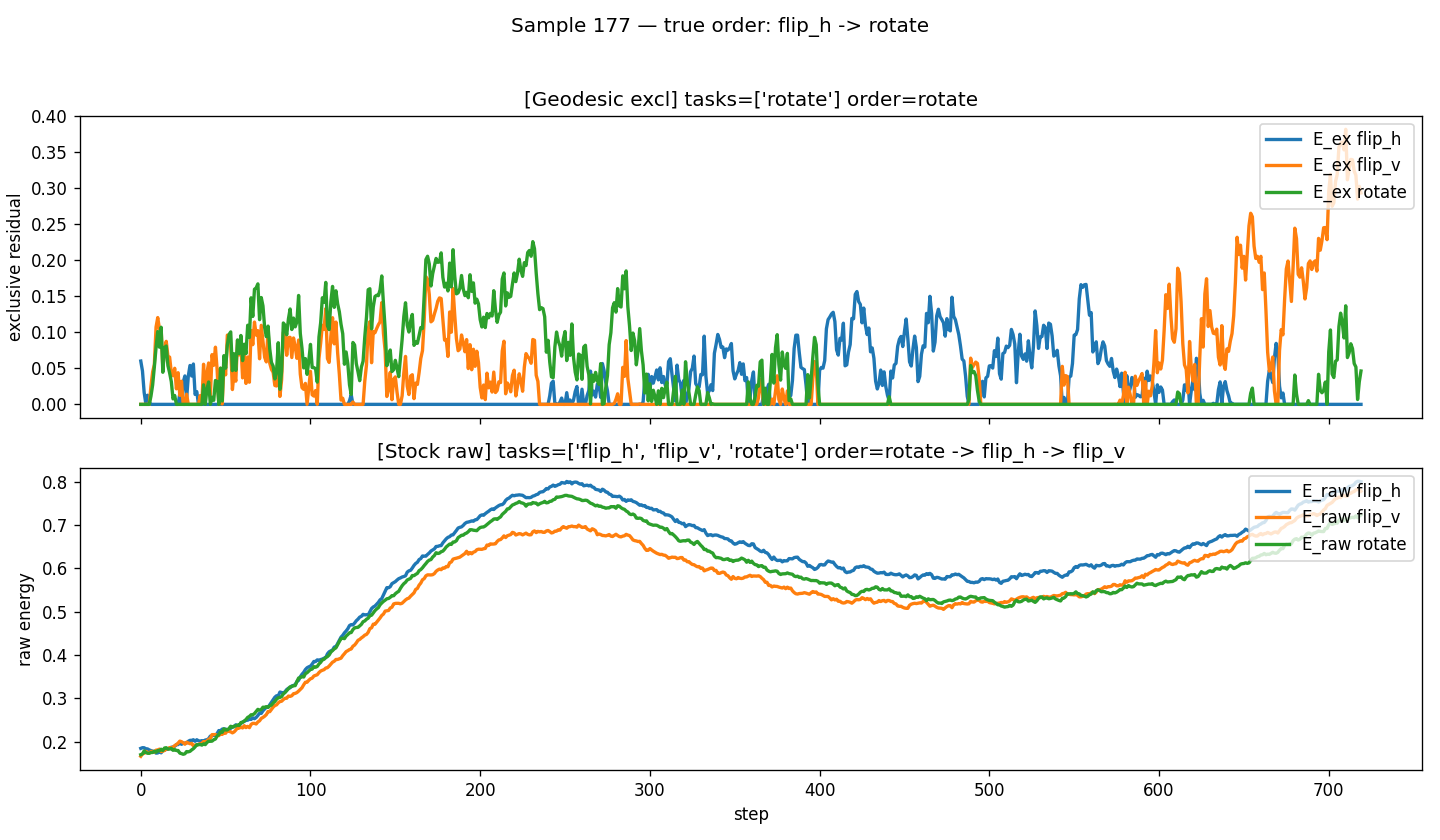 Sample 177 — true order: flip_h -> rotate
[Geodesic excl] tasks=['rotate'] order=rotate
exclusive residual
0.40
0.35
0.30
0.25
0.20
0.15
0.10
0.05
0.00
E_ex flip_h
E_ex flip_v
E_ex rotate
[Stock raw] tasks=['flip_h', 'flip_v', 'rotate'] order=rotate -> flip_h -> flip_v
raw energy
0.8
0.7
0.6
0.5
0.4
0.3
0.2
E_raw flip_h
E_raw flip_v
E_raw rotate
0 100 200 300 400 500 600 700
step